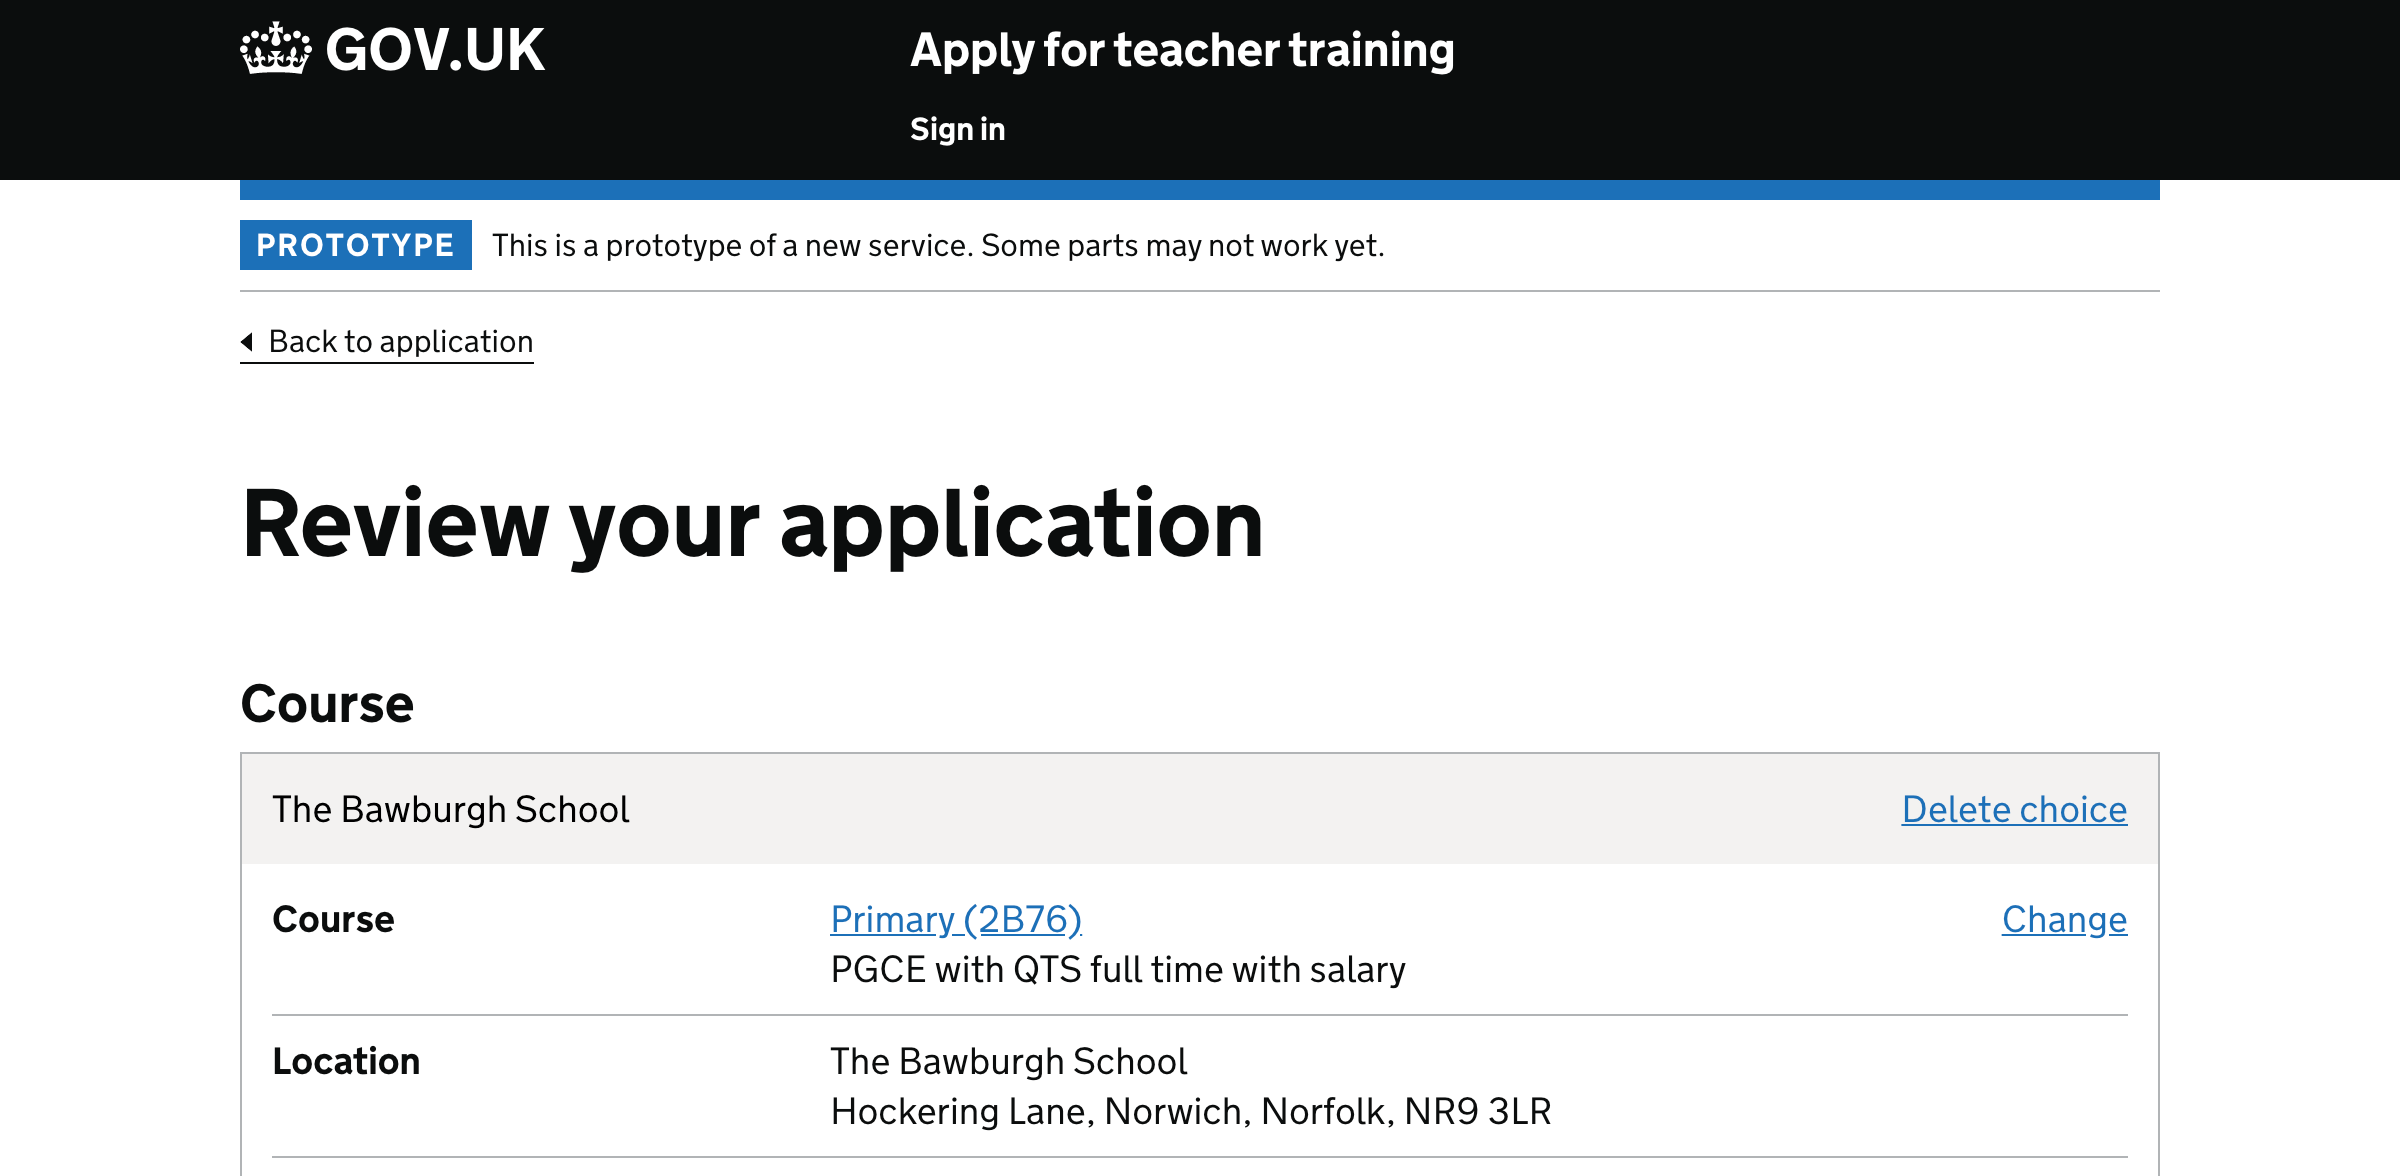 GOV.UK
Apply for teacher training
Sign in
PROTOTYPE This is a prototype of a new service. Some parts may not work yet.
Back to application
Review your application
Course
The Bawburgh School Delete choice
Course Primary (2B76) Change
PGCE with QTS full time with salary
Location The Bawburgh School
Hockering Lane, Norwich, Norfolk, NR9 3LR